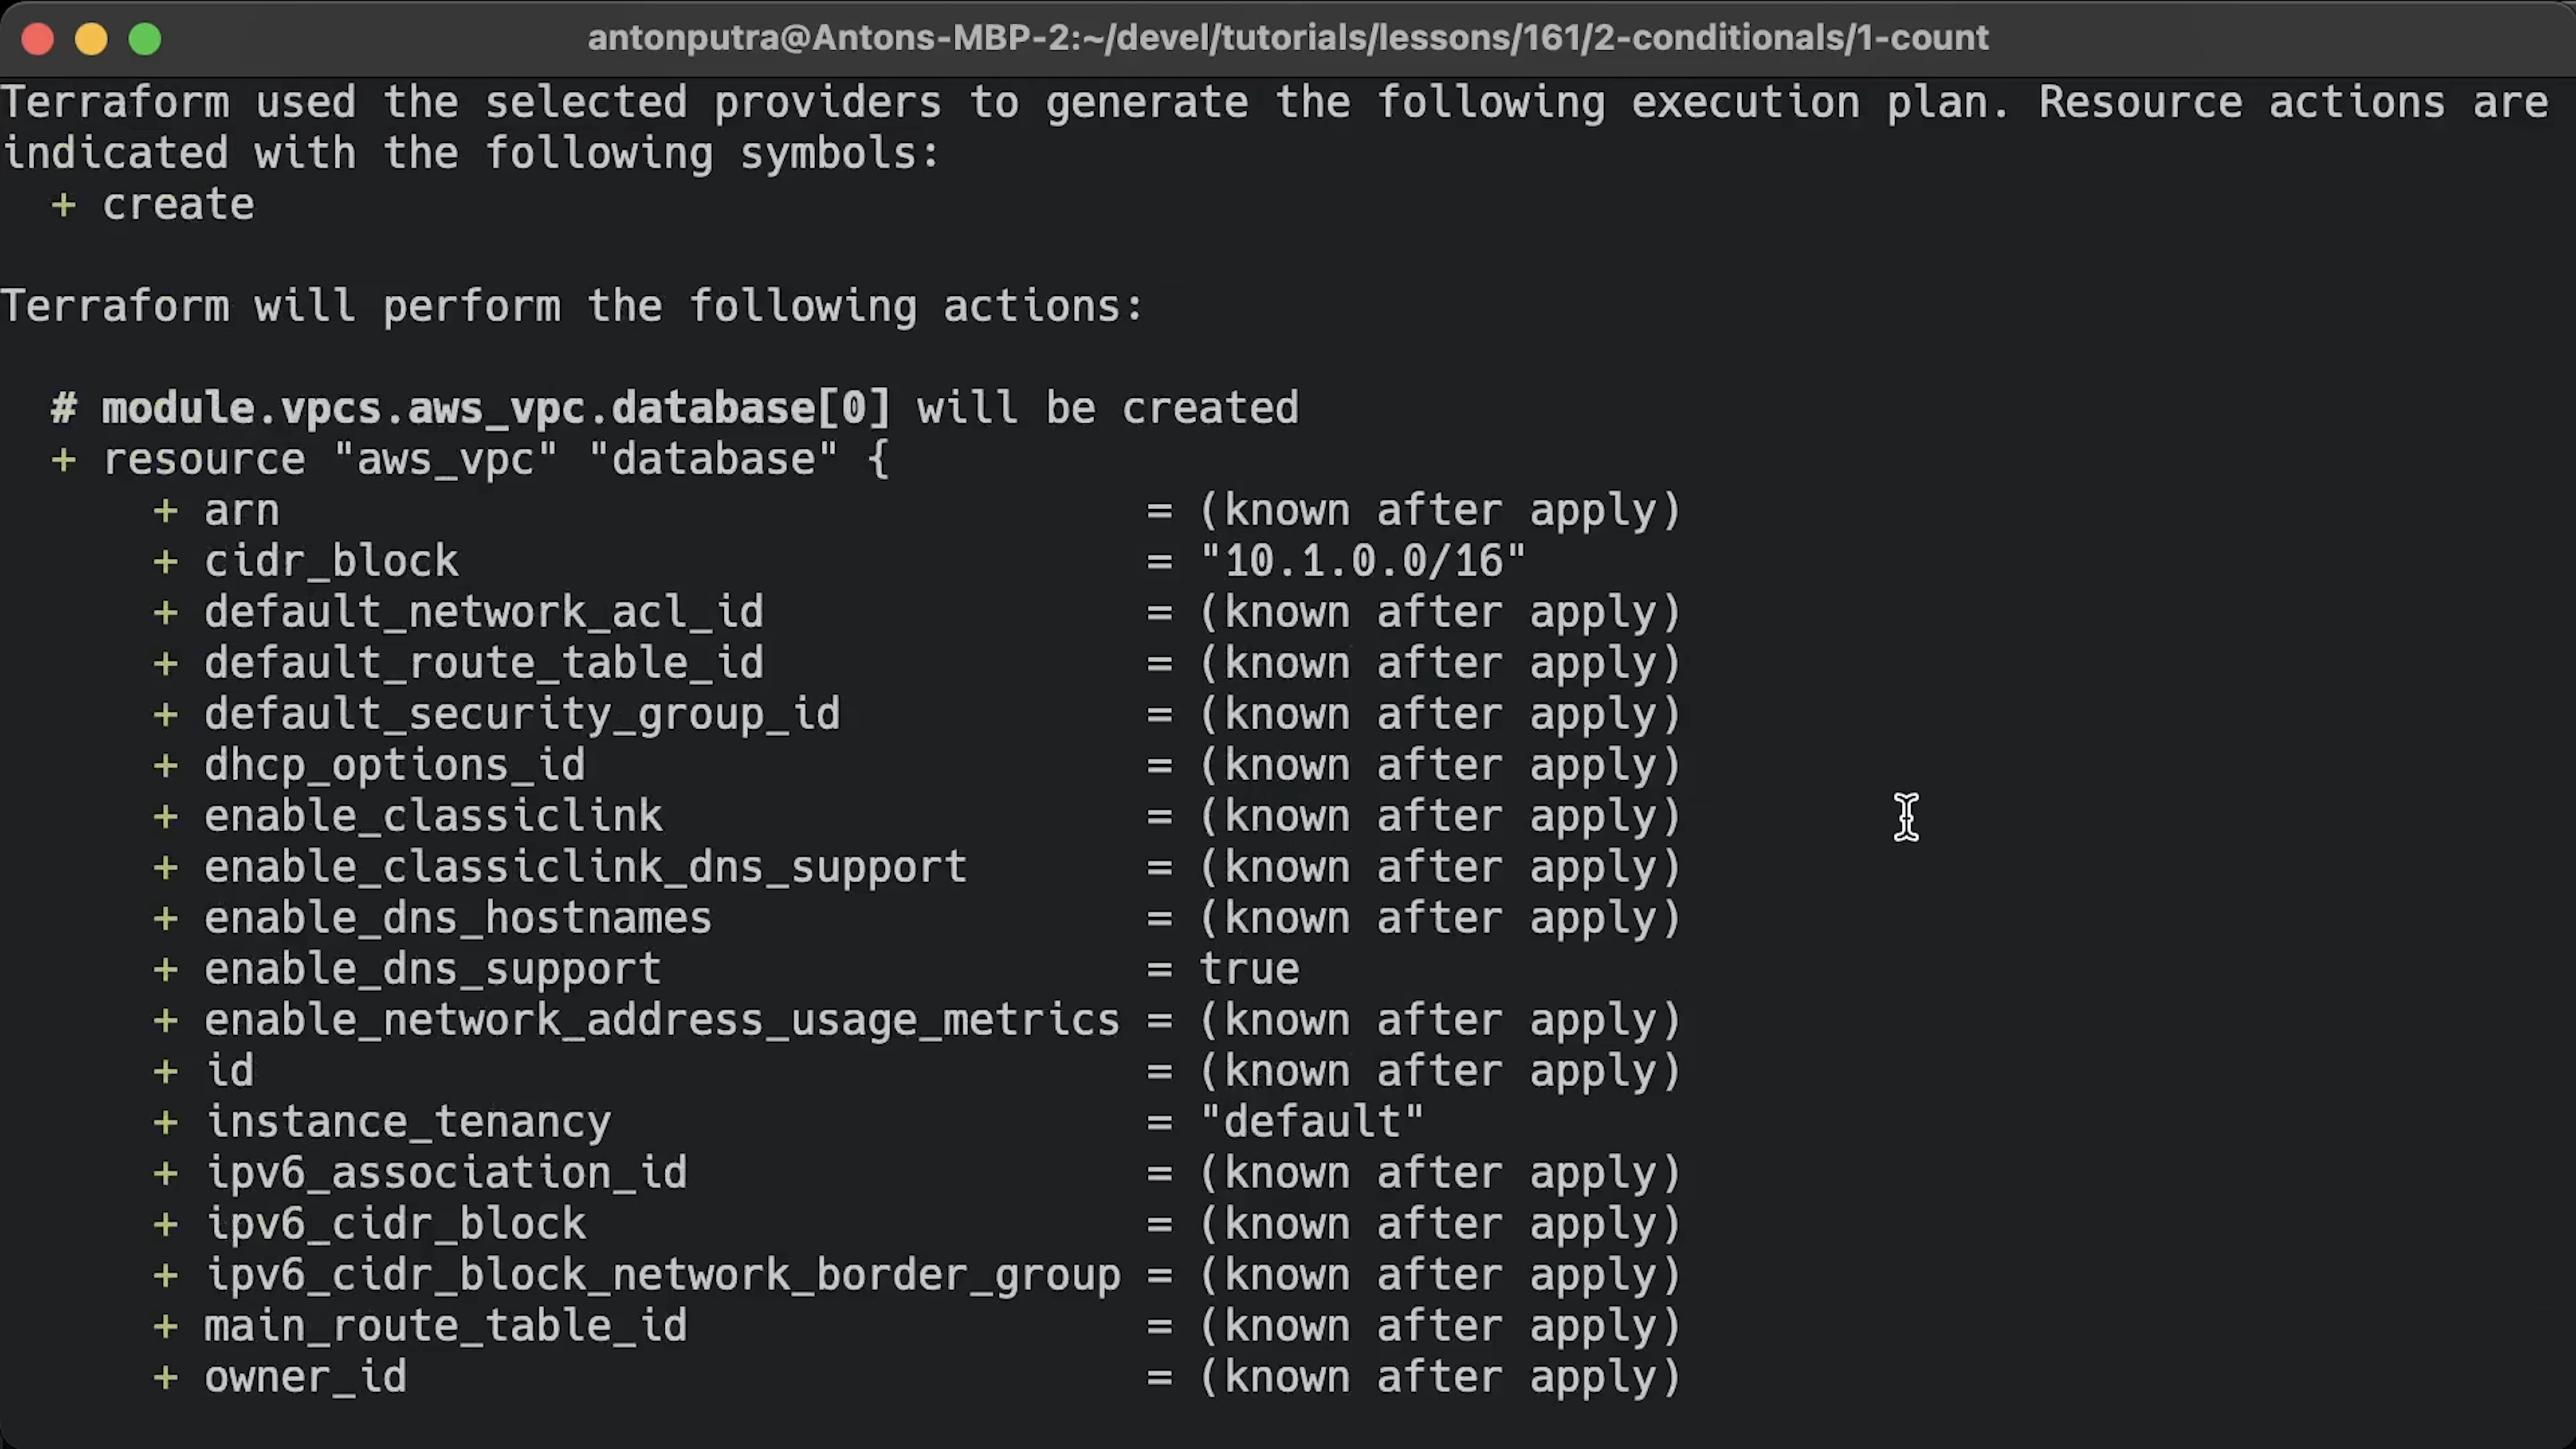 antonputra@Antons-MBP-2:~/devel/tutorials/lessons/161/2-conditionals/1-count
Terraform used the selected providers to generate the following execution plan. Resource actions are
indicated with the following symbols:
  + create

Terraform will perform the following actions:

  # module.vpcs.aws_vpc.database[0] will be created
  + resource "aws_vpc" "database" {
      + arn                                  = (known after apply)
      + cidr_block                           = "10.1.0.0/16"
      + default_network_acl_id               = (known after apply)
      + default_route_table_id               = (known after apply)
      + default_security_group_id            = (known after apply)
      + dhcp_options_id                      = (known after apply)
      + enable_classiclink                   = (known after apply)
      + enable_classiclink_dns_support       = (known after apply)
      + enable_dns_hostnames                 = (known after apply)
      + enable_dns_support                   = true
      + enable_network_address_usage_metrics = (known after apply)
      + id                                   = (known after apply)
      + instance_tenancy                     = "default"
      + ipv6_association_id                  = (known after apply)
      + ipv6_cidr_block                      = (known after apply)
      + ipv6_cidr_block_network_border_group = (known after apply)
      + main_route_table_id                  = (known after apply)
      + owner_id                             = (known after apply)